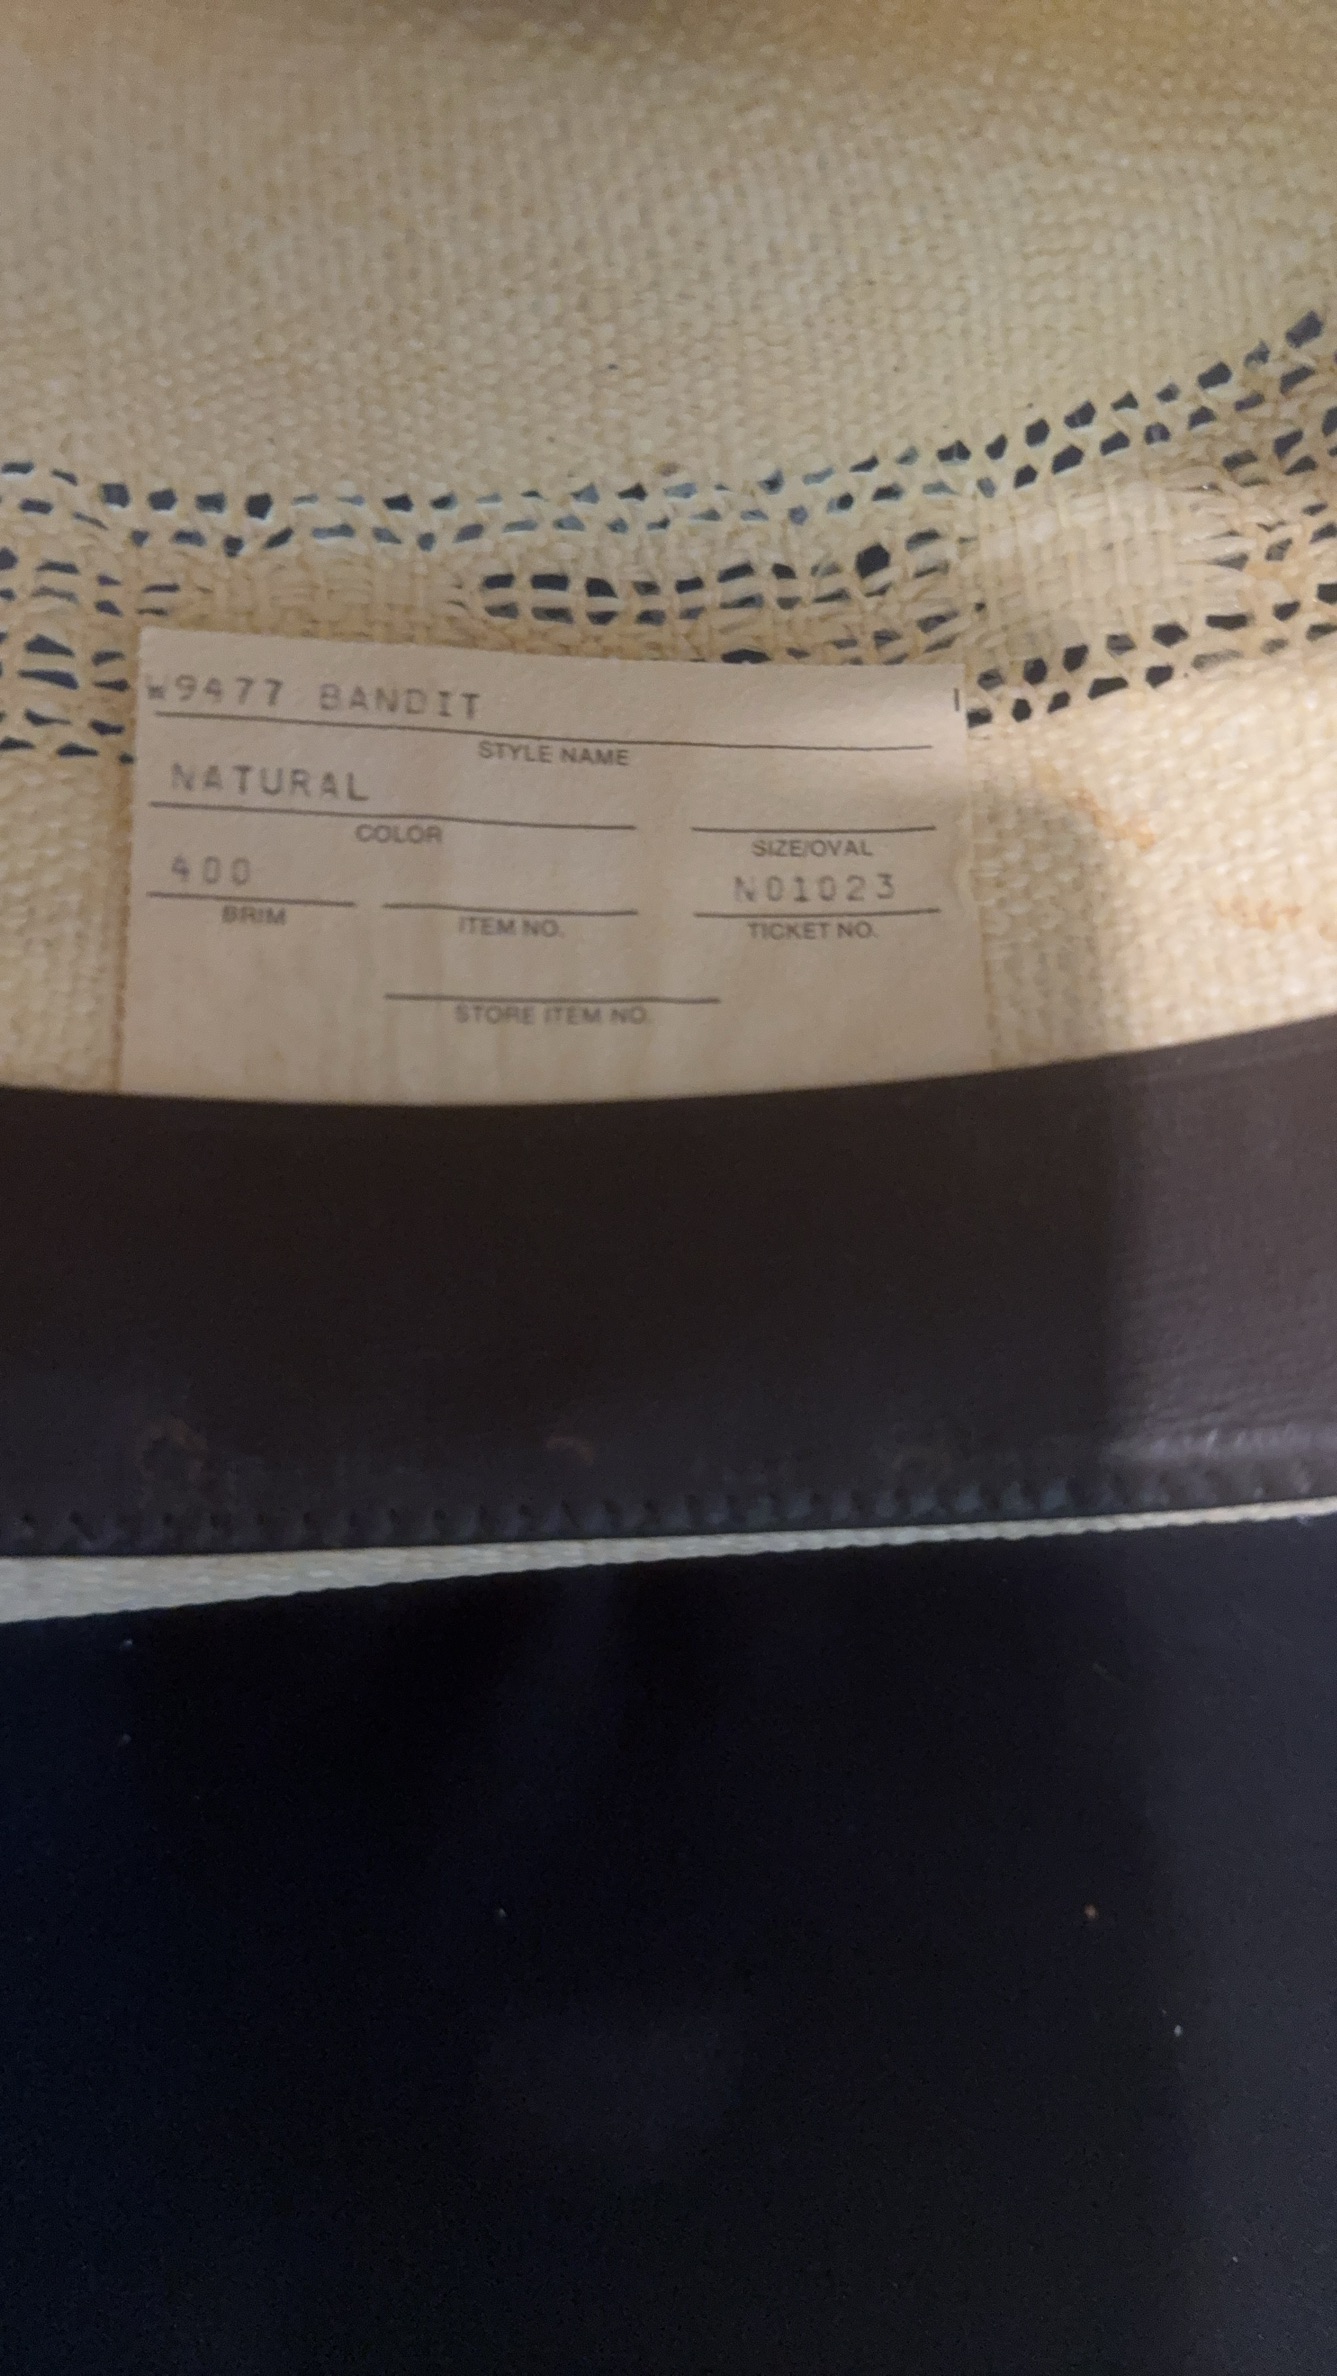 W9477 BANDIT
STYLE NAME
NATURAL
COLOR
SIZE/OVAL
400
N01023
BRIM
ITEM NO.
TICKET NO.
STORE ITEM NO.